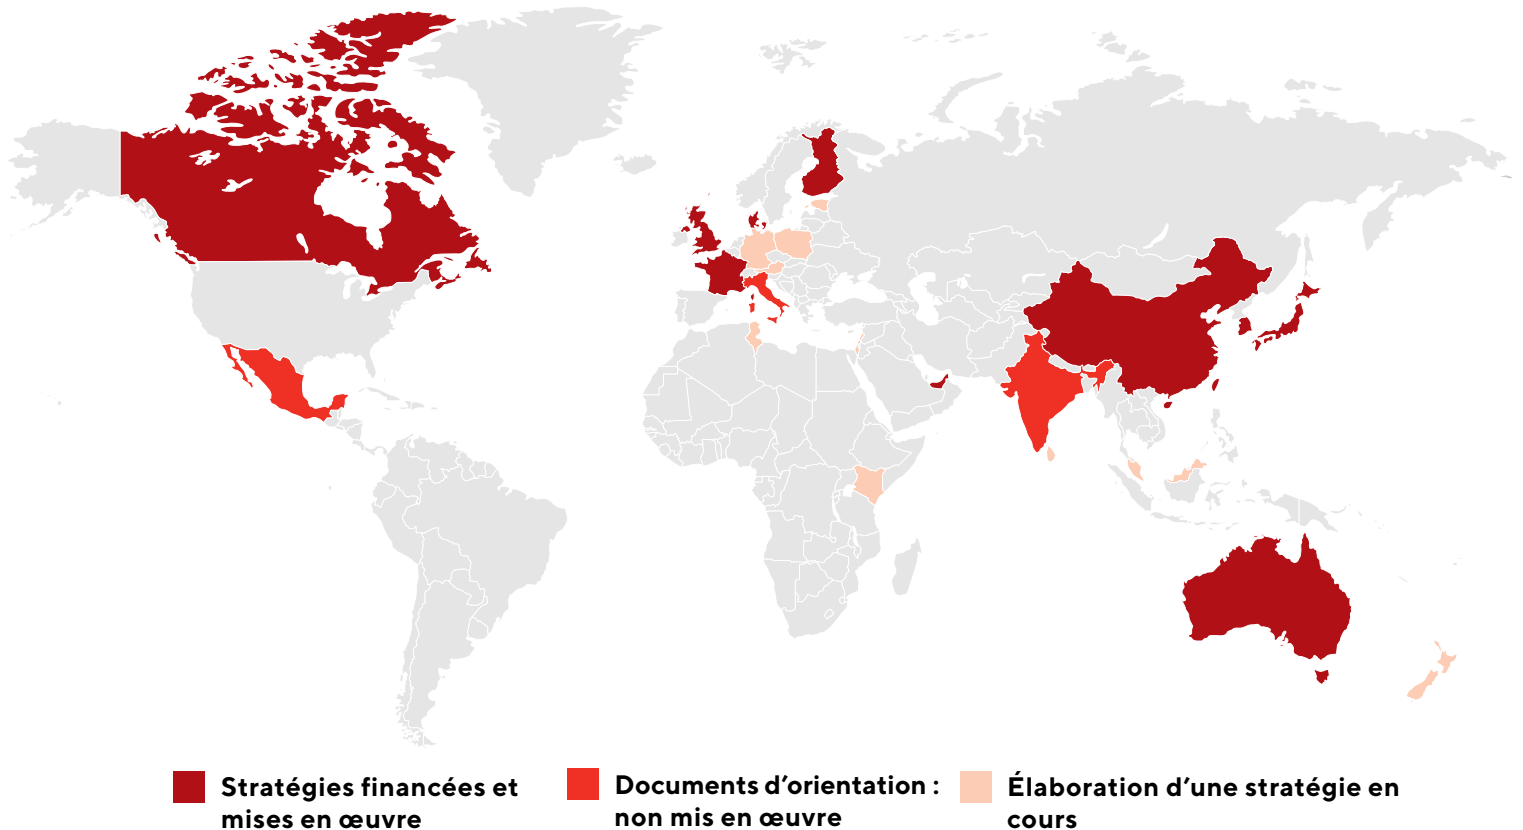 Stratégies financées et
mises en œuvre
Documents d’orientation :
non mis en œuvre
Élaboration d’une stratégie en
cours